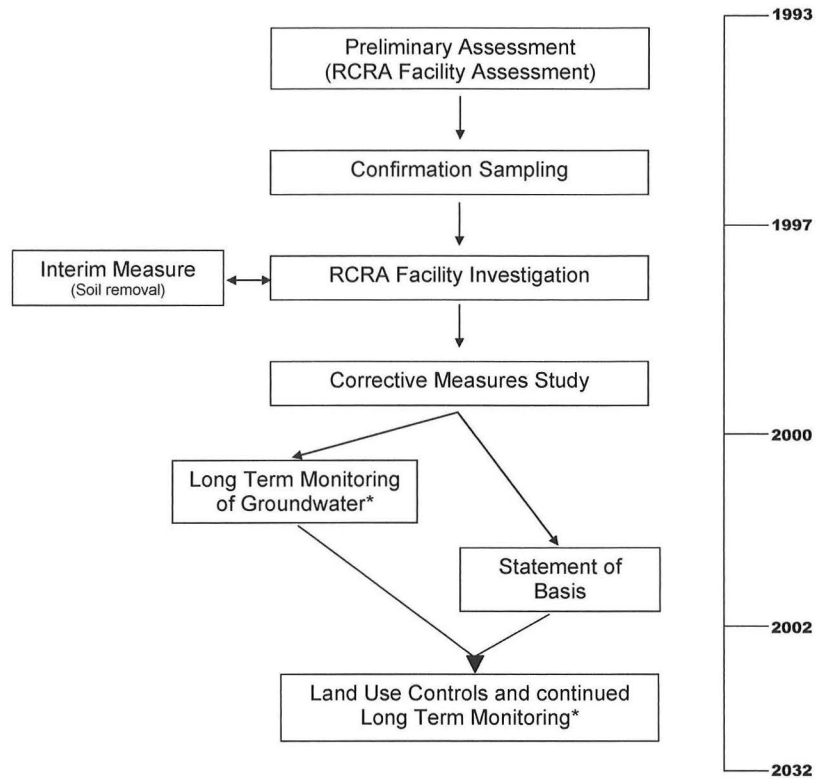 1993
Preliminary Assessment
(RCRA Facility Assessment)
Confirmation Sampling
1997
Interim Measure
(Soil removal)
RCRA Facility Investigation
Corrective Measures Study
2000
Long Term Monitoring
of Groundwater*
Statement of
Basis
2002
Land Use Controls and continued
Long Term Monitoring*
2032